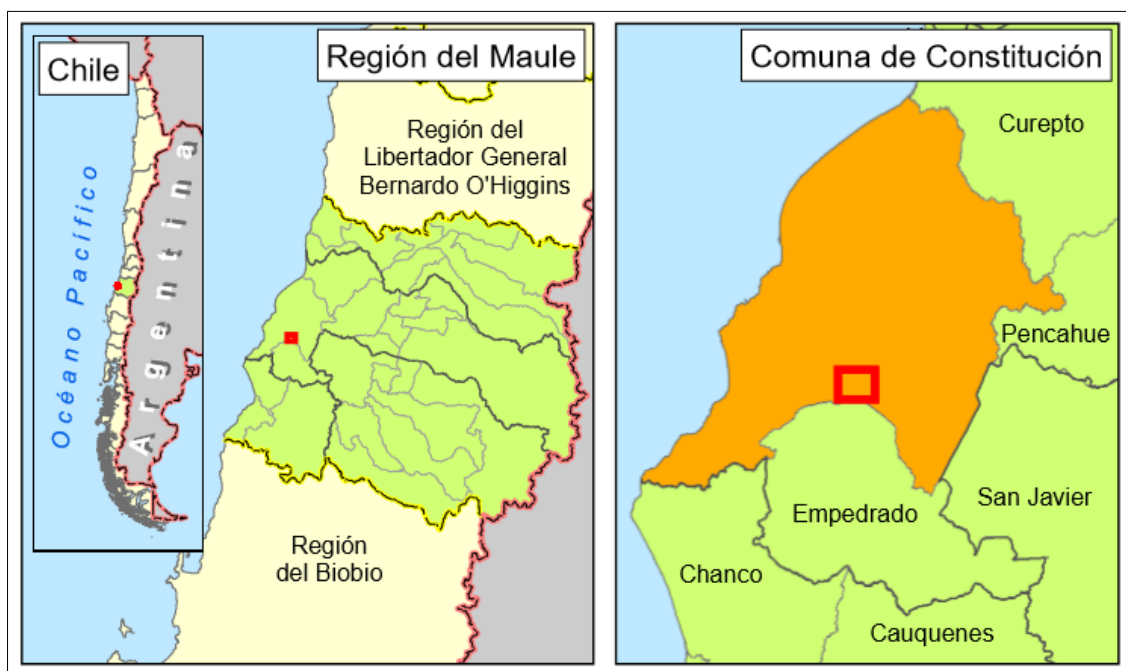 Chile
Océano Pacífico
Argentina
Región del Maule
Región del
Libertador General
Bernardo O'Higgins
Región
del Biobio
Comuna de Constitución
Curepto
Pencahue
San Javier
Empedrado
Chanco
Cauquenes